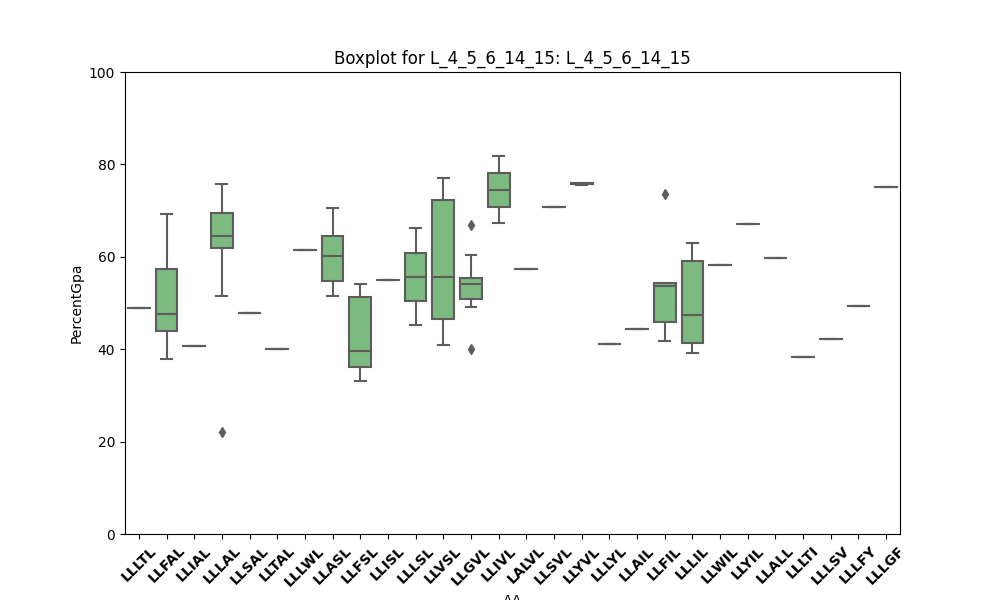 Boxplot for L_4_5_6_14_15: L_4_5_6_14_15
PercentGpa
100
80
60
40
20
0
LLLTL
LLFAL
LLIAL
LLLAL
LLSAL
LLTAL
LLLWL
LLASL
LLFSL
LLISL
LLLSL
LLVSL
LLGVL
LLIVL
LALVL
LLSVL
LLYVL
LLLYL
LLAIL
LLFIL
LLLIL
LLWIL
LLYIL
LLALL
LLLTI
LLLSV
LLLFY
LLLGF
AA